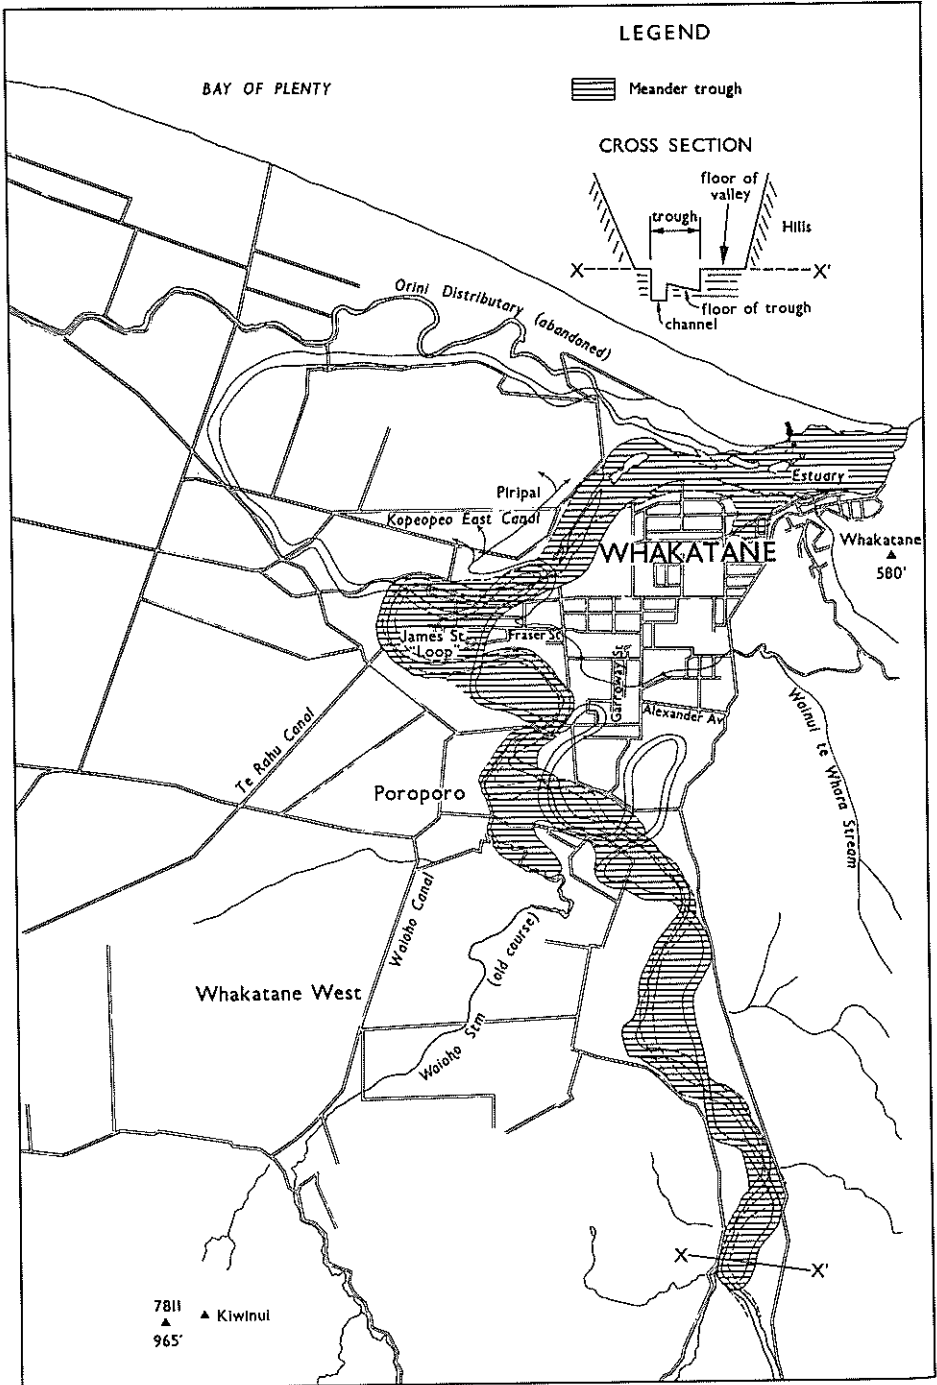 LEGEND
BAY OF PLENTY
Meander trough
CROSS SECTION
floor of
valley
trough
Hills
X
X'
floor of trough
channel
Orini Distributary (abandoned)
Estuary
Piripai
Kopeopeo East Canal
WHAKATANE
Whakatane
580'
James St.
"Loop"
Fraser St
Garroway St
Alexander Av
Wainui te Whara Stream
Te Rahu Canal
Poroporo
Waioho Canal
(old course)
Whakatane West
Waioho Stm
X
X'
7811
Kiwinui
965'